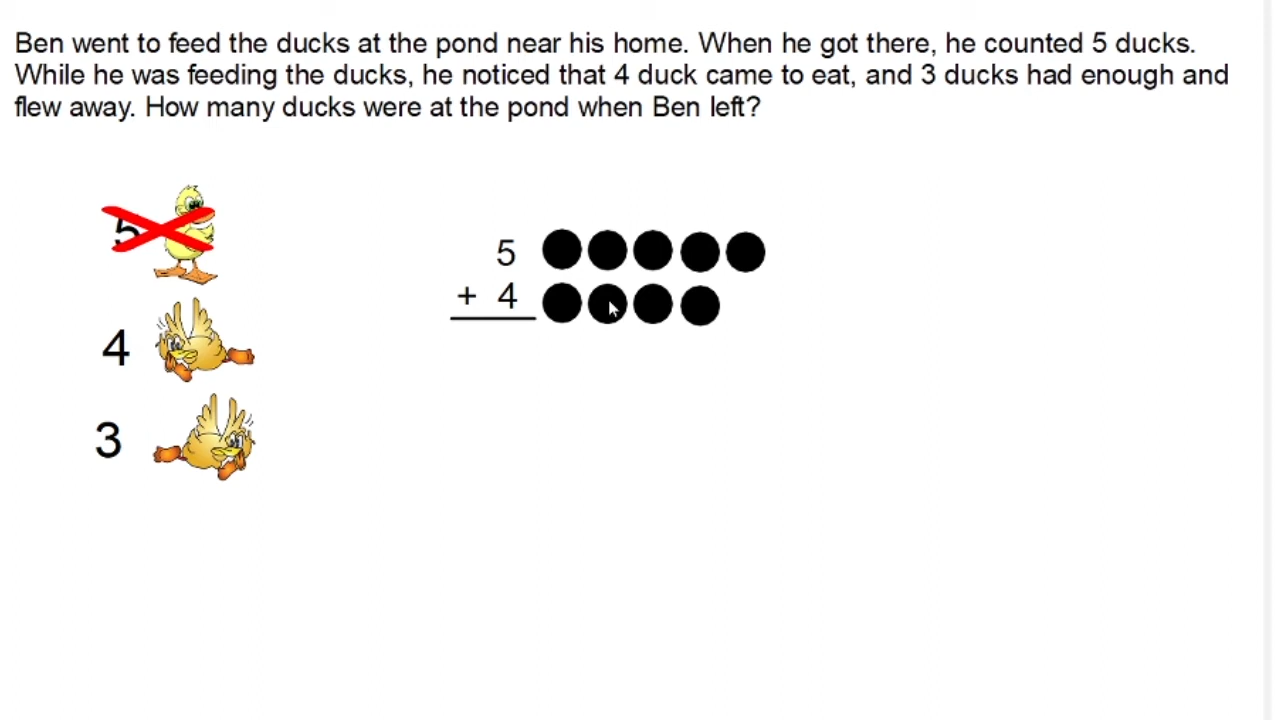 Ben went to feed the ducks at the pond near his home. When he got there, he counted 5 ducks.
While he was feeding the ducks, he noticed that 4 duck came to eat, and 3 ducks had enough and
flew away. How many ducks were at the pond when Ben left?
5
4
3
5
+ 4